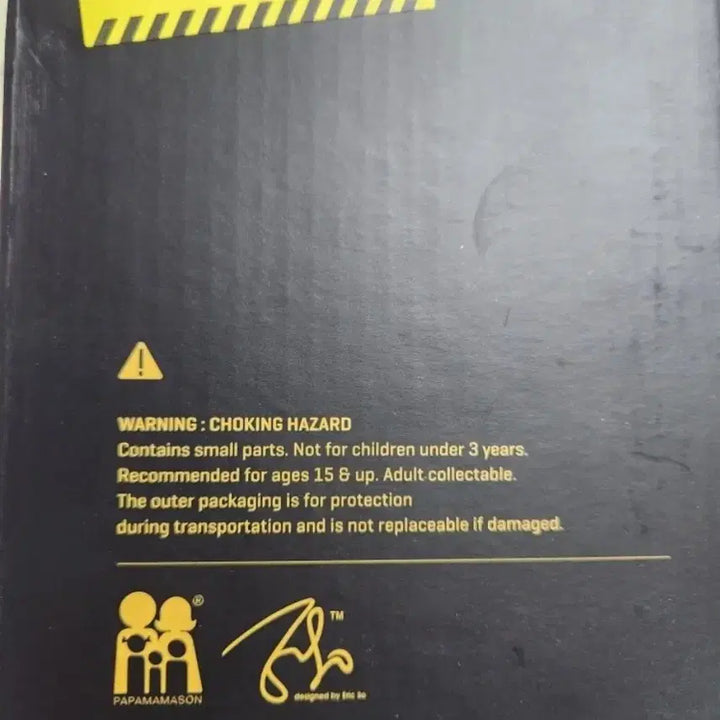 WARNING : CHOKING HAZARD
Contains small parts. Not for children under 3 years.
Recommended for ages 15 & up. Adult collectable.
The outer packaging is for protection
during transportation and is not replaceable if damaged.
®
PAPAMAMASON
TM
designed by Eric So